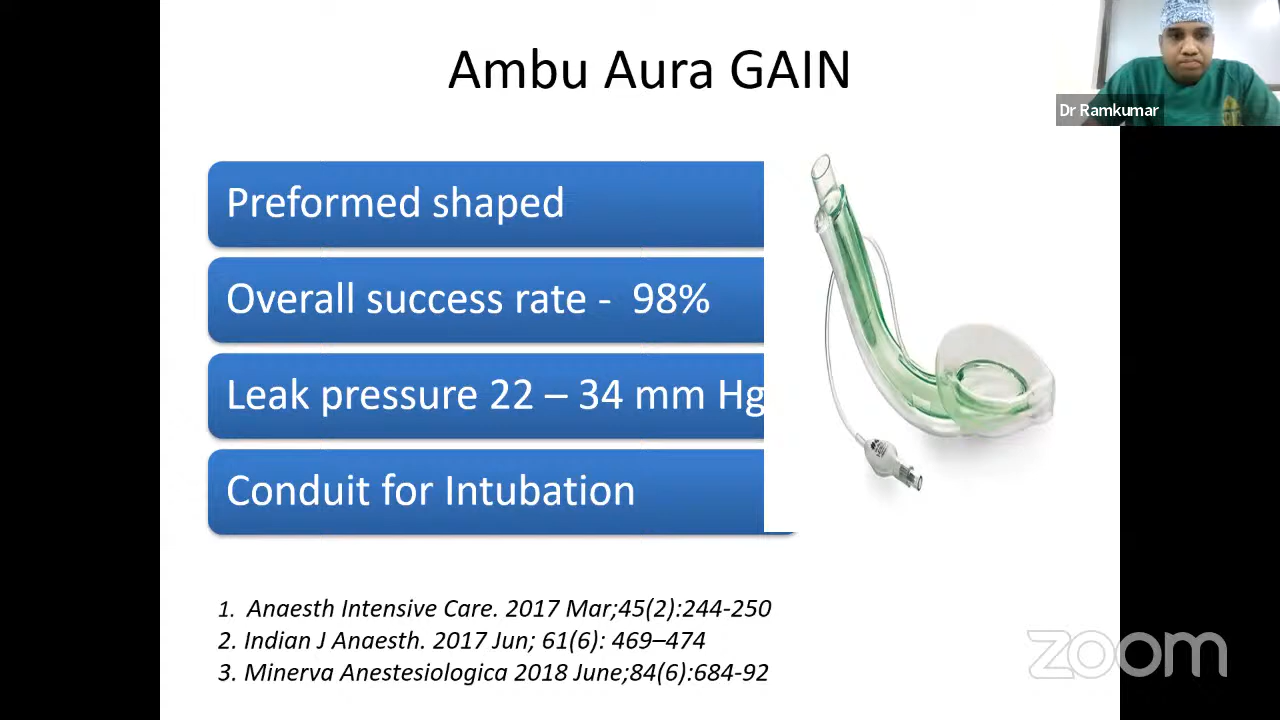 Ambu Aura GAIN
Dr Ramkumar
Preformed shaped
Overall success rate - 98%
Leak pressure 22 – 34 mm Hg
Conduit for Intubation
1. Anaesth Intensive Care. 2017 Mar;45(2):244-250
2. Indian J Anaesth. 2017 Jun; 61(6): 469–474
3. Minerva Anestesiologica 2018 June;84(6):684-92
zoom